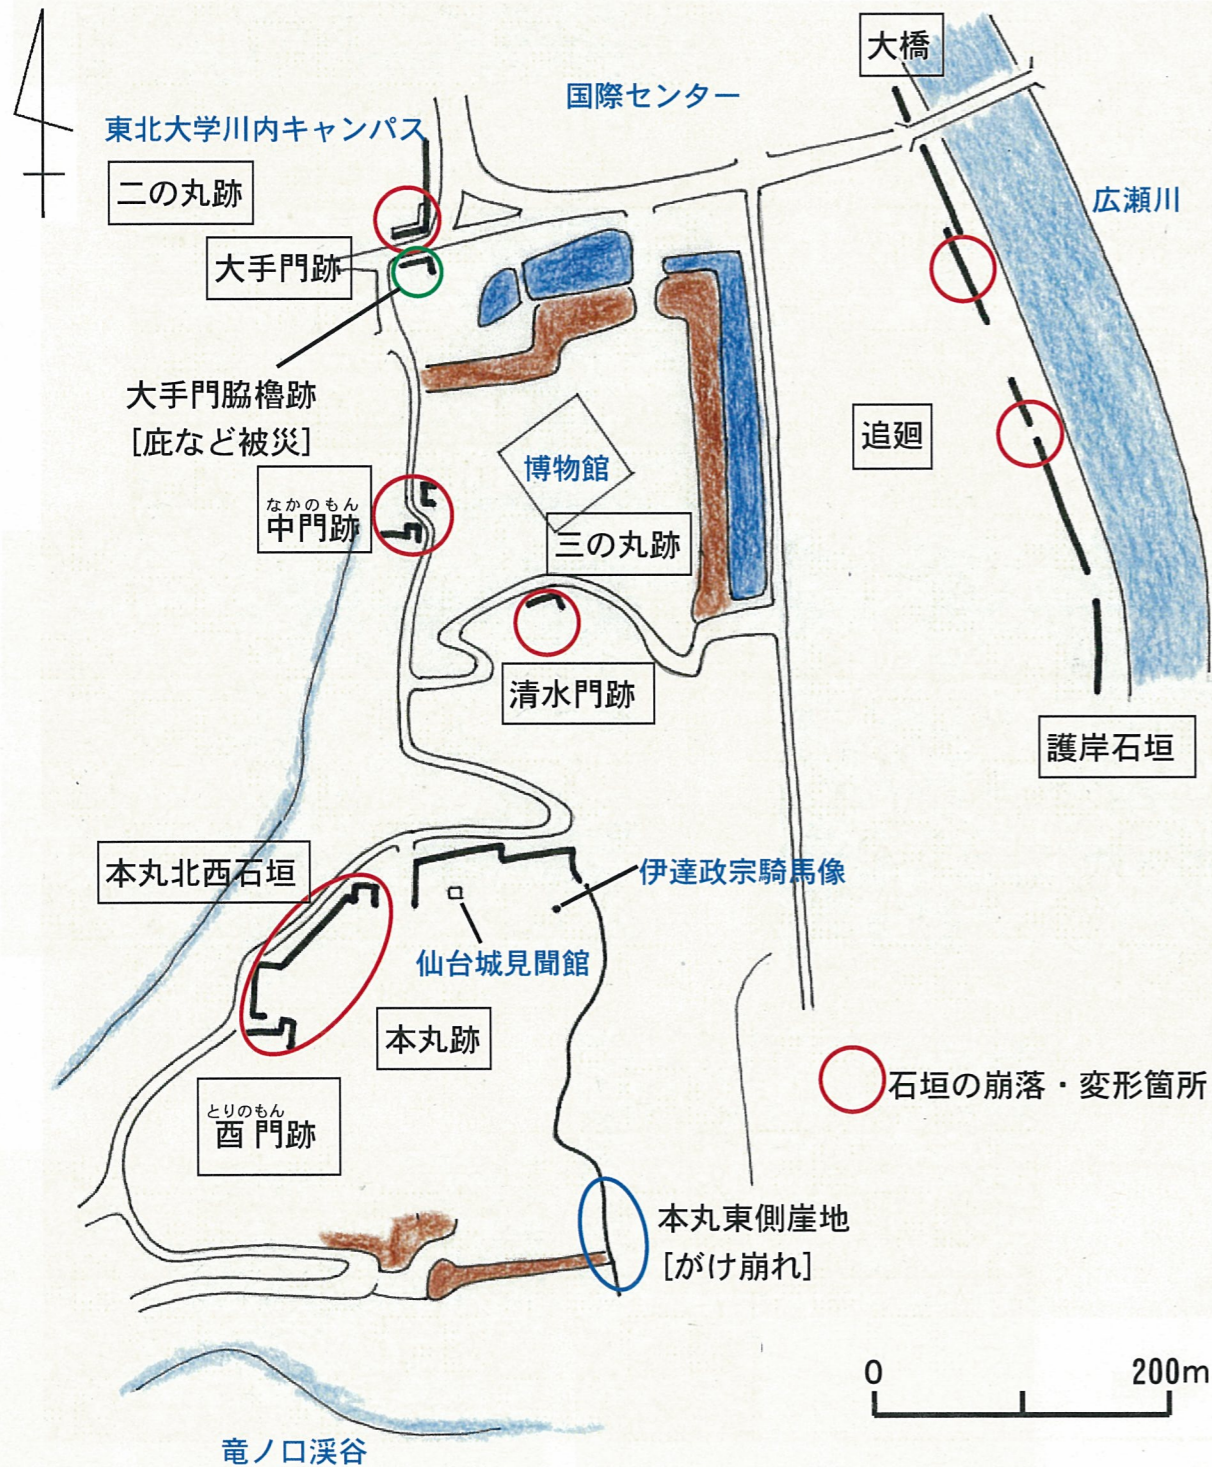 大橋
国際センター
東北大学川内キャンパス
二の丸跡
広瀬川
大手門跡
大手門脇櫓跡
[庇など被災]
追廻
博物館
なかのもん
中門跡
三の丸跡
清水門跡
護岸石垣
本丸北西石垣
伊達政宗騎馬像
仙台城見聞館
本丸跡
石垣の崩落・変形箇所
とりのもん
酉門跡
本丸東側崖地
[がけ崩れ]
0 200m
竜ノ口渓谷